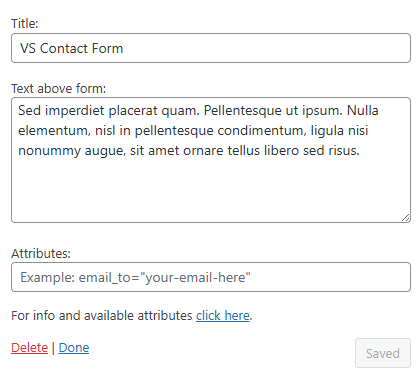 Title:
VS Contact Form
Text above form:
Sed imperdiet placerat quam. Pellentesque ut ipsum. Nulla
elementum, nisl in pellentesque condimentum, ligula nisi
nonummy augue, sit amet ornare tellus libero sed risus.
Attributes:
Example: email_to="your-email-here"
For info and available attributes click here.
Delete | Done
Saved